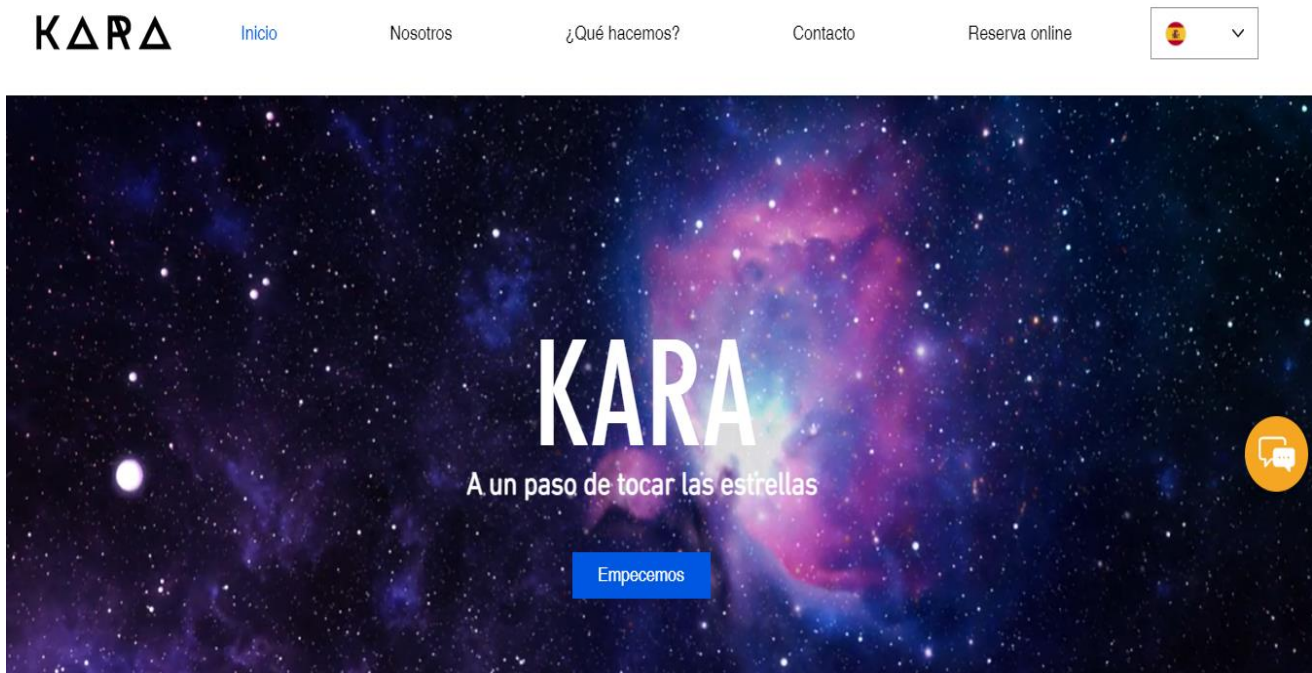 KARA
Inicio
Nosotros
¿Qué hacemos?
Contacto
Reserva online
KARA
A un paso de tocar las estrellas
Empecemos